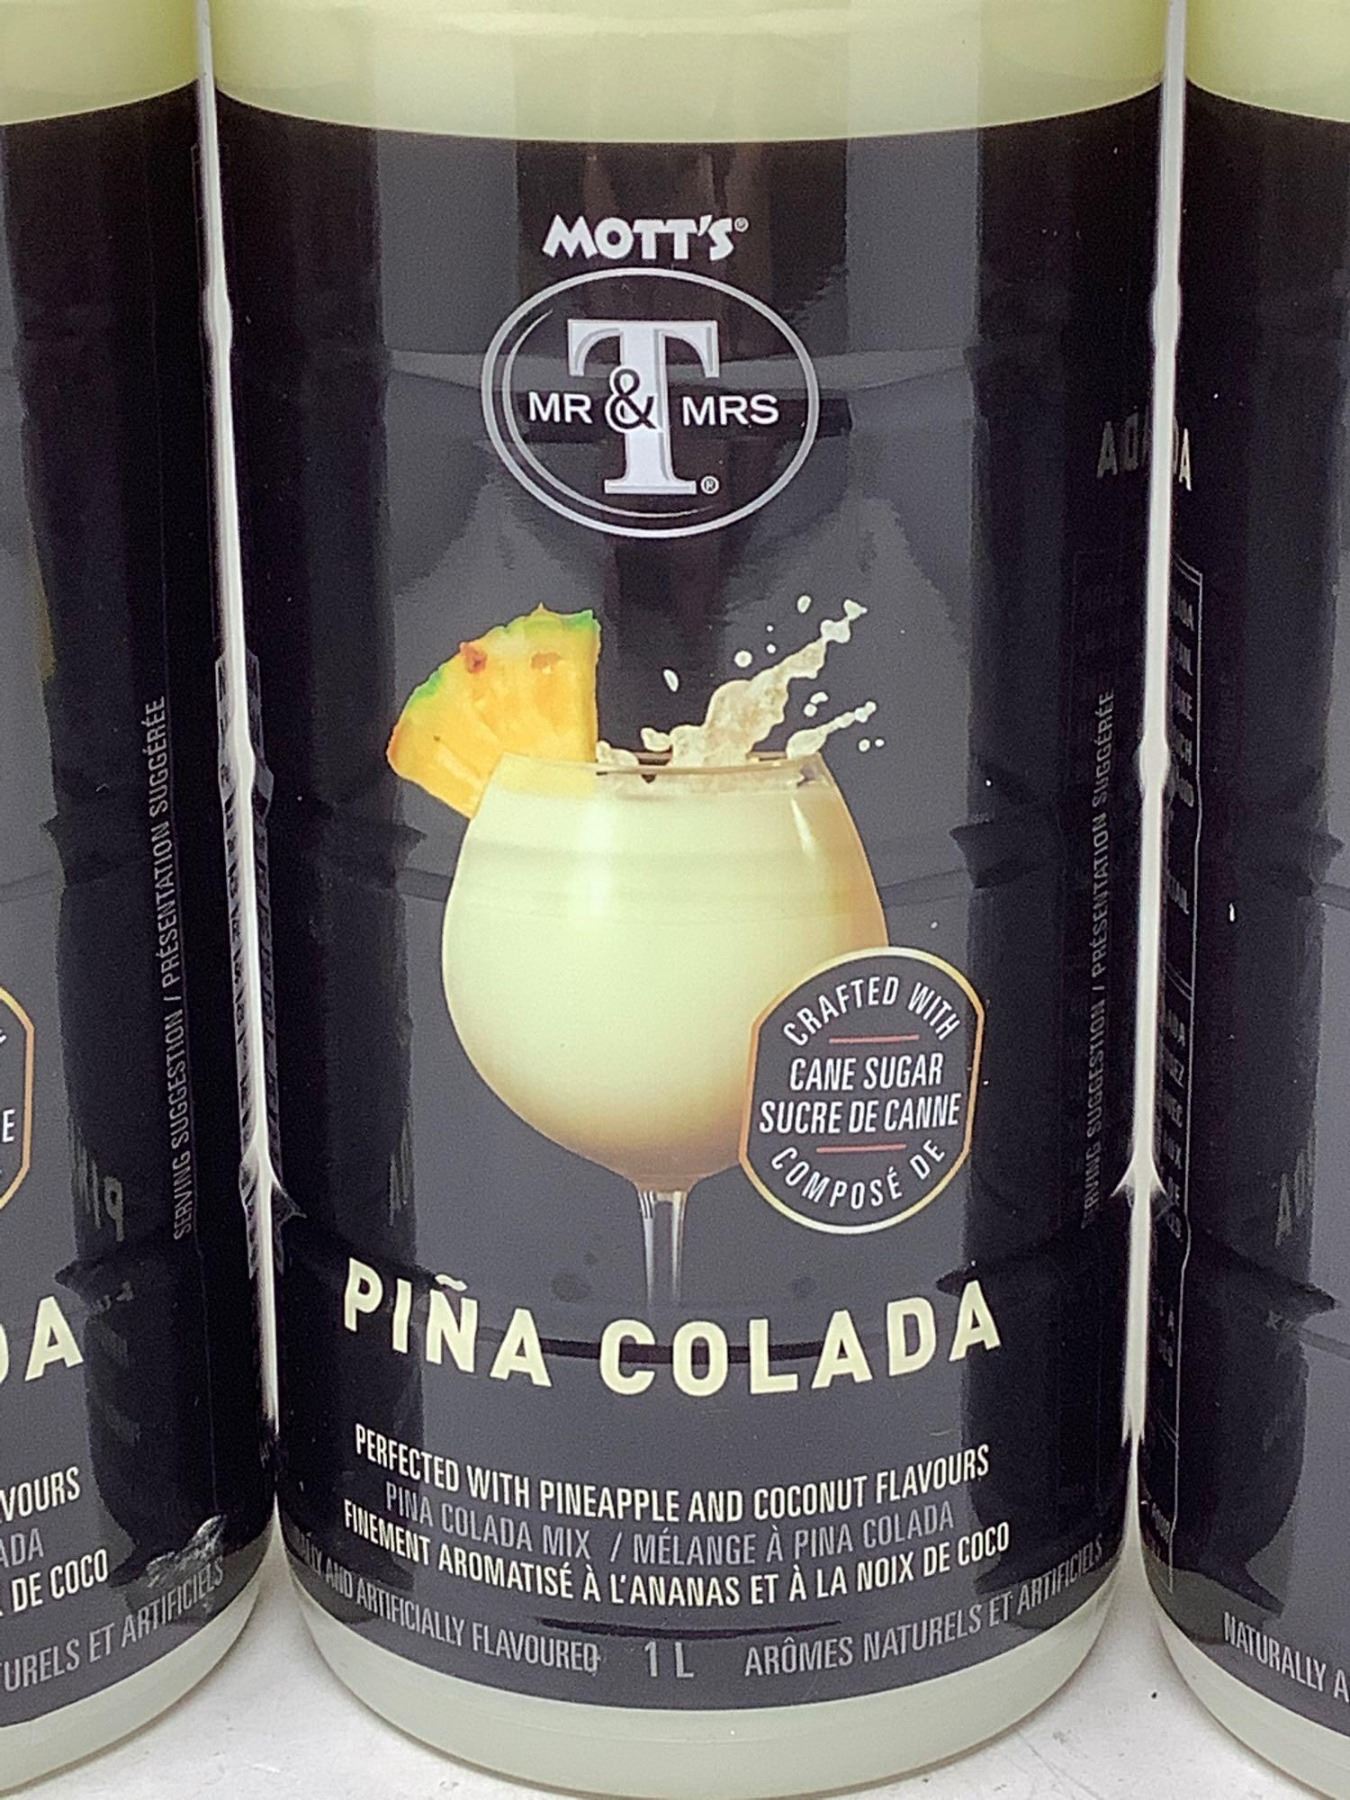 MOTT'S®
T
MR & MRS
®
CRAFTED WITH
CANE SUGAR
SUCRE DE CANNE
COMPOSÉ DE
PIÑA COLADA
PERFECTED WITH PINEAPPLE AND COCONUT FLAVOURS
PINA COLADA MIX / MÉLANGE À PINA COLADA
FINEMENT AROMATISÉ À L'ANANAS ET À LA NOIX DE COCO
AND ARTIFICIALLY FLAVOURED 1 L ARÔMES NATURELS ET ARTIFICIELS
SERVING SUGGESTION / PRÉSENTATION SUGGÉRÉE
SUGGESTION / PRÉSENTATION SUGGÉRÉE
DA
VOURS
ADA
DE COCO
URELS ET ARTIFICIELS
E
NATURALLY A